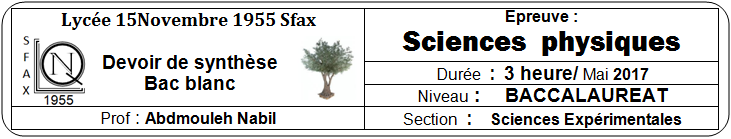 Lycée 15Novembre 1955 Sfax
SFAX
NQ
1955
Devoir de synthèse
Bac blanc
Prof : Abdmouleh Nabil
Epreuve :
Sciences physiques
Durée : 3 heure/ Mai 2017
Niveau : BACCALAUREAT
Section : Sciences Expérimentales